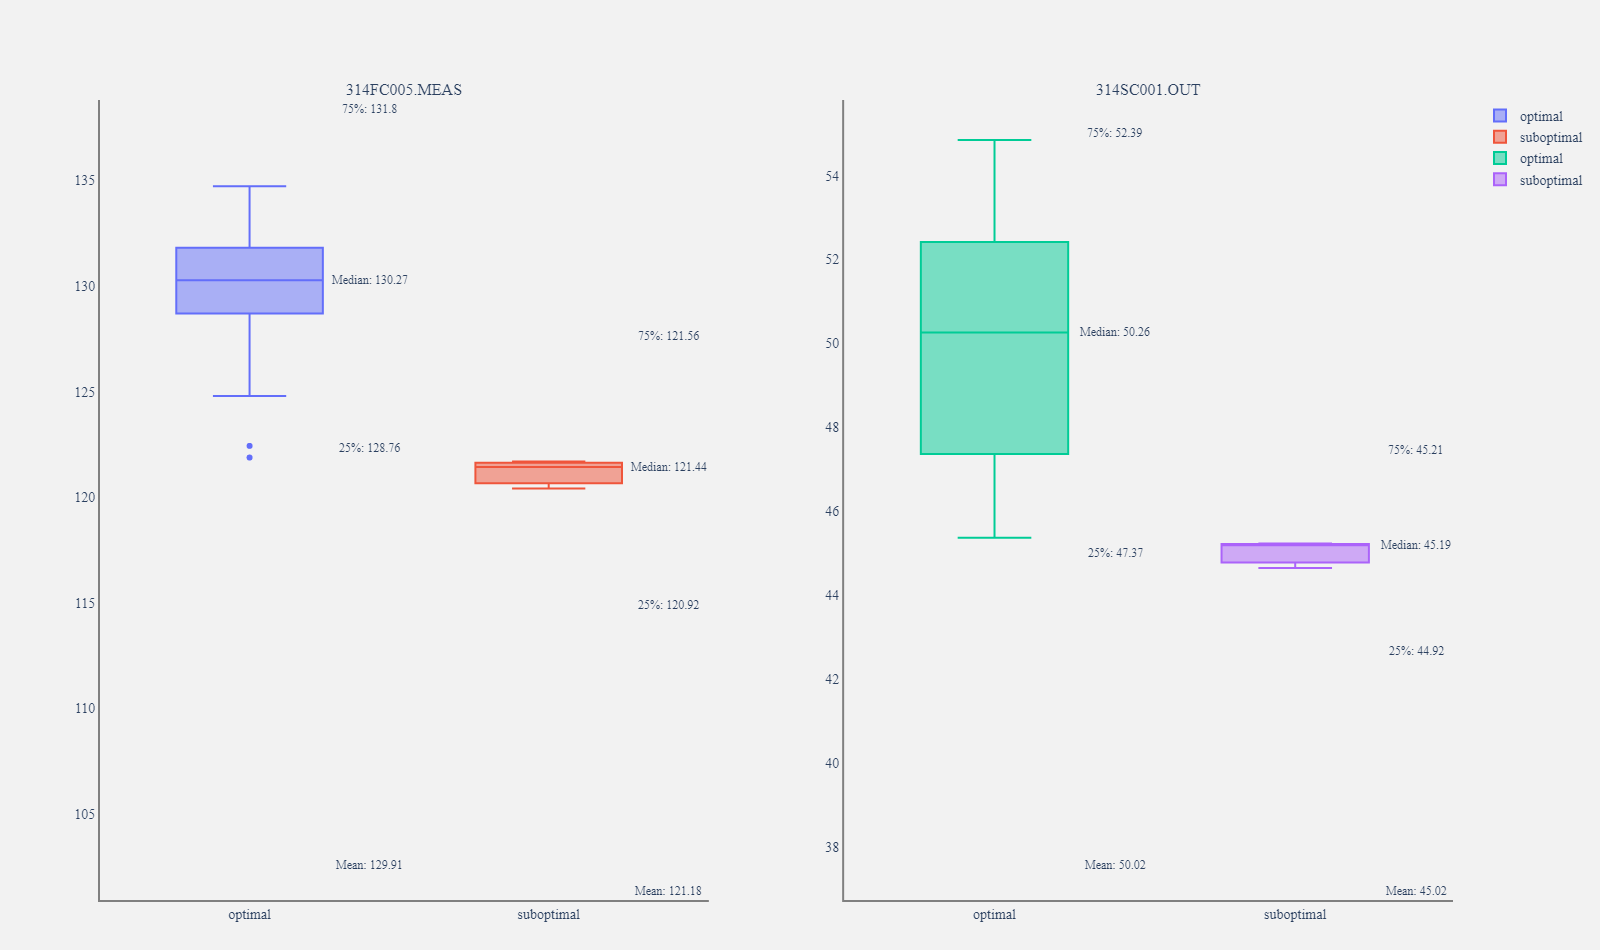 314FC005.MEAS
75%: 131.8
135
130
125
120
115
110
105
Median: 130.27
25%: 128.76
Mean: 129.91
75%: 121.56
Median: 121.44
25%: 120.92
Mean: 121.18
optimal
suboptimal
314SC001.OUT
75%: 52.39
54
52
50
48
46
44
42
40
38
Median: 50.26
25%: 47.37
Mean: 50.02
75%: 45.21
Median: 45.19
25%: 44.92
Mean: 45.02
optimal
suboptimal
optimal
suboptimal
optimal
suboptimal